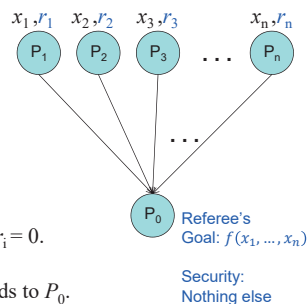 x₁,r₁ x₂,r₂ x₃,r₃ xₙ,rₙ
P₁ P₂ P₃ . . . Pₙ
. . .
P₀
Referee's
Goal: f(x₁, ..., xₙ)
rᵢ = 0.
Security:
Nothing else
ds to P₀.